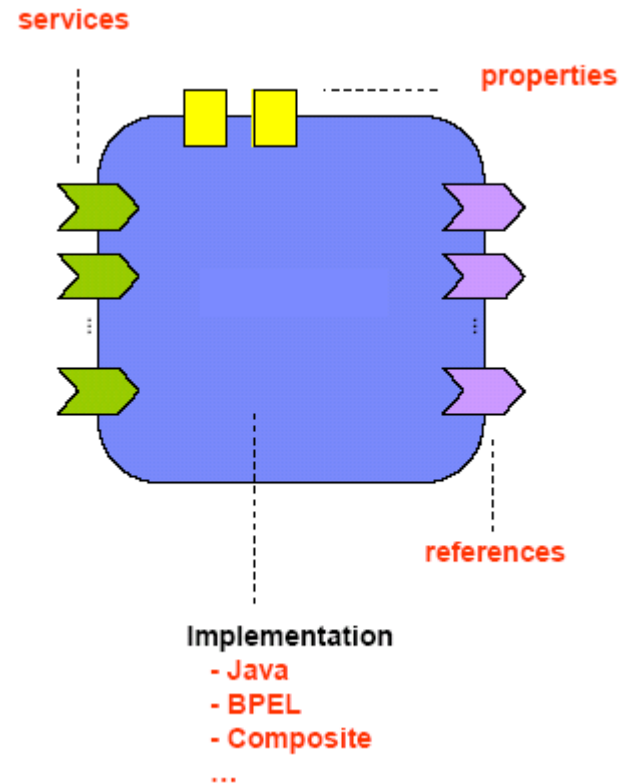 services
properties
...
...
references
Implementation
- Java
- BPEL
- Composite
...